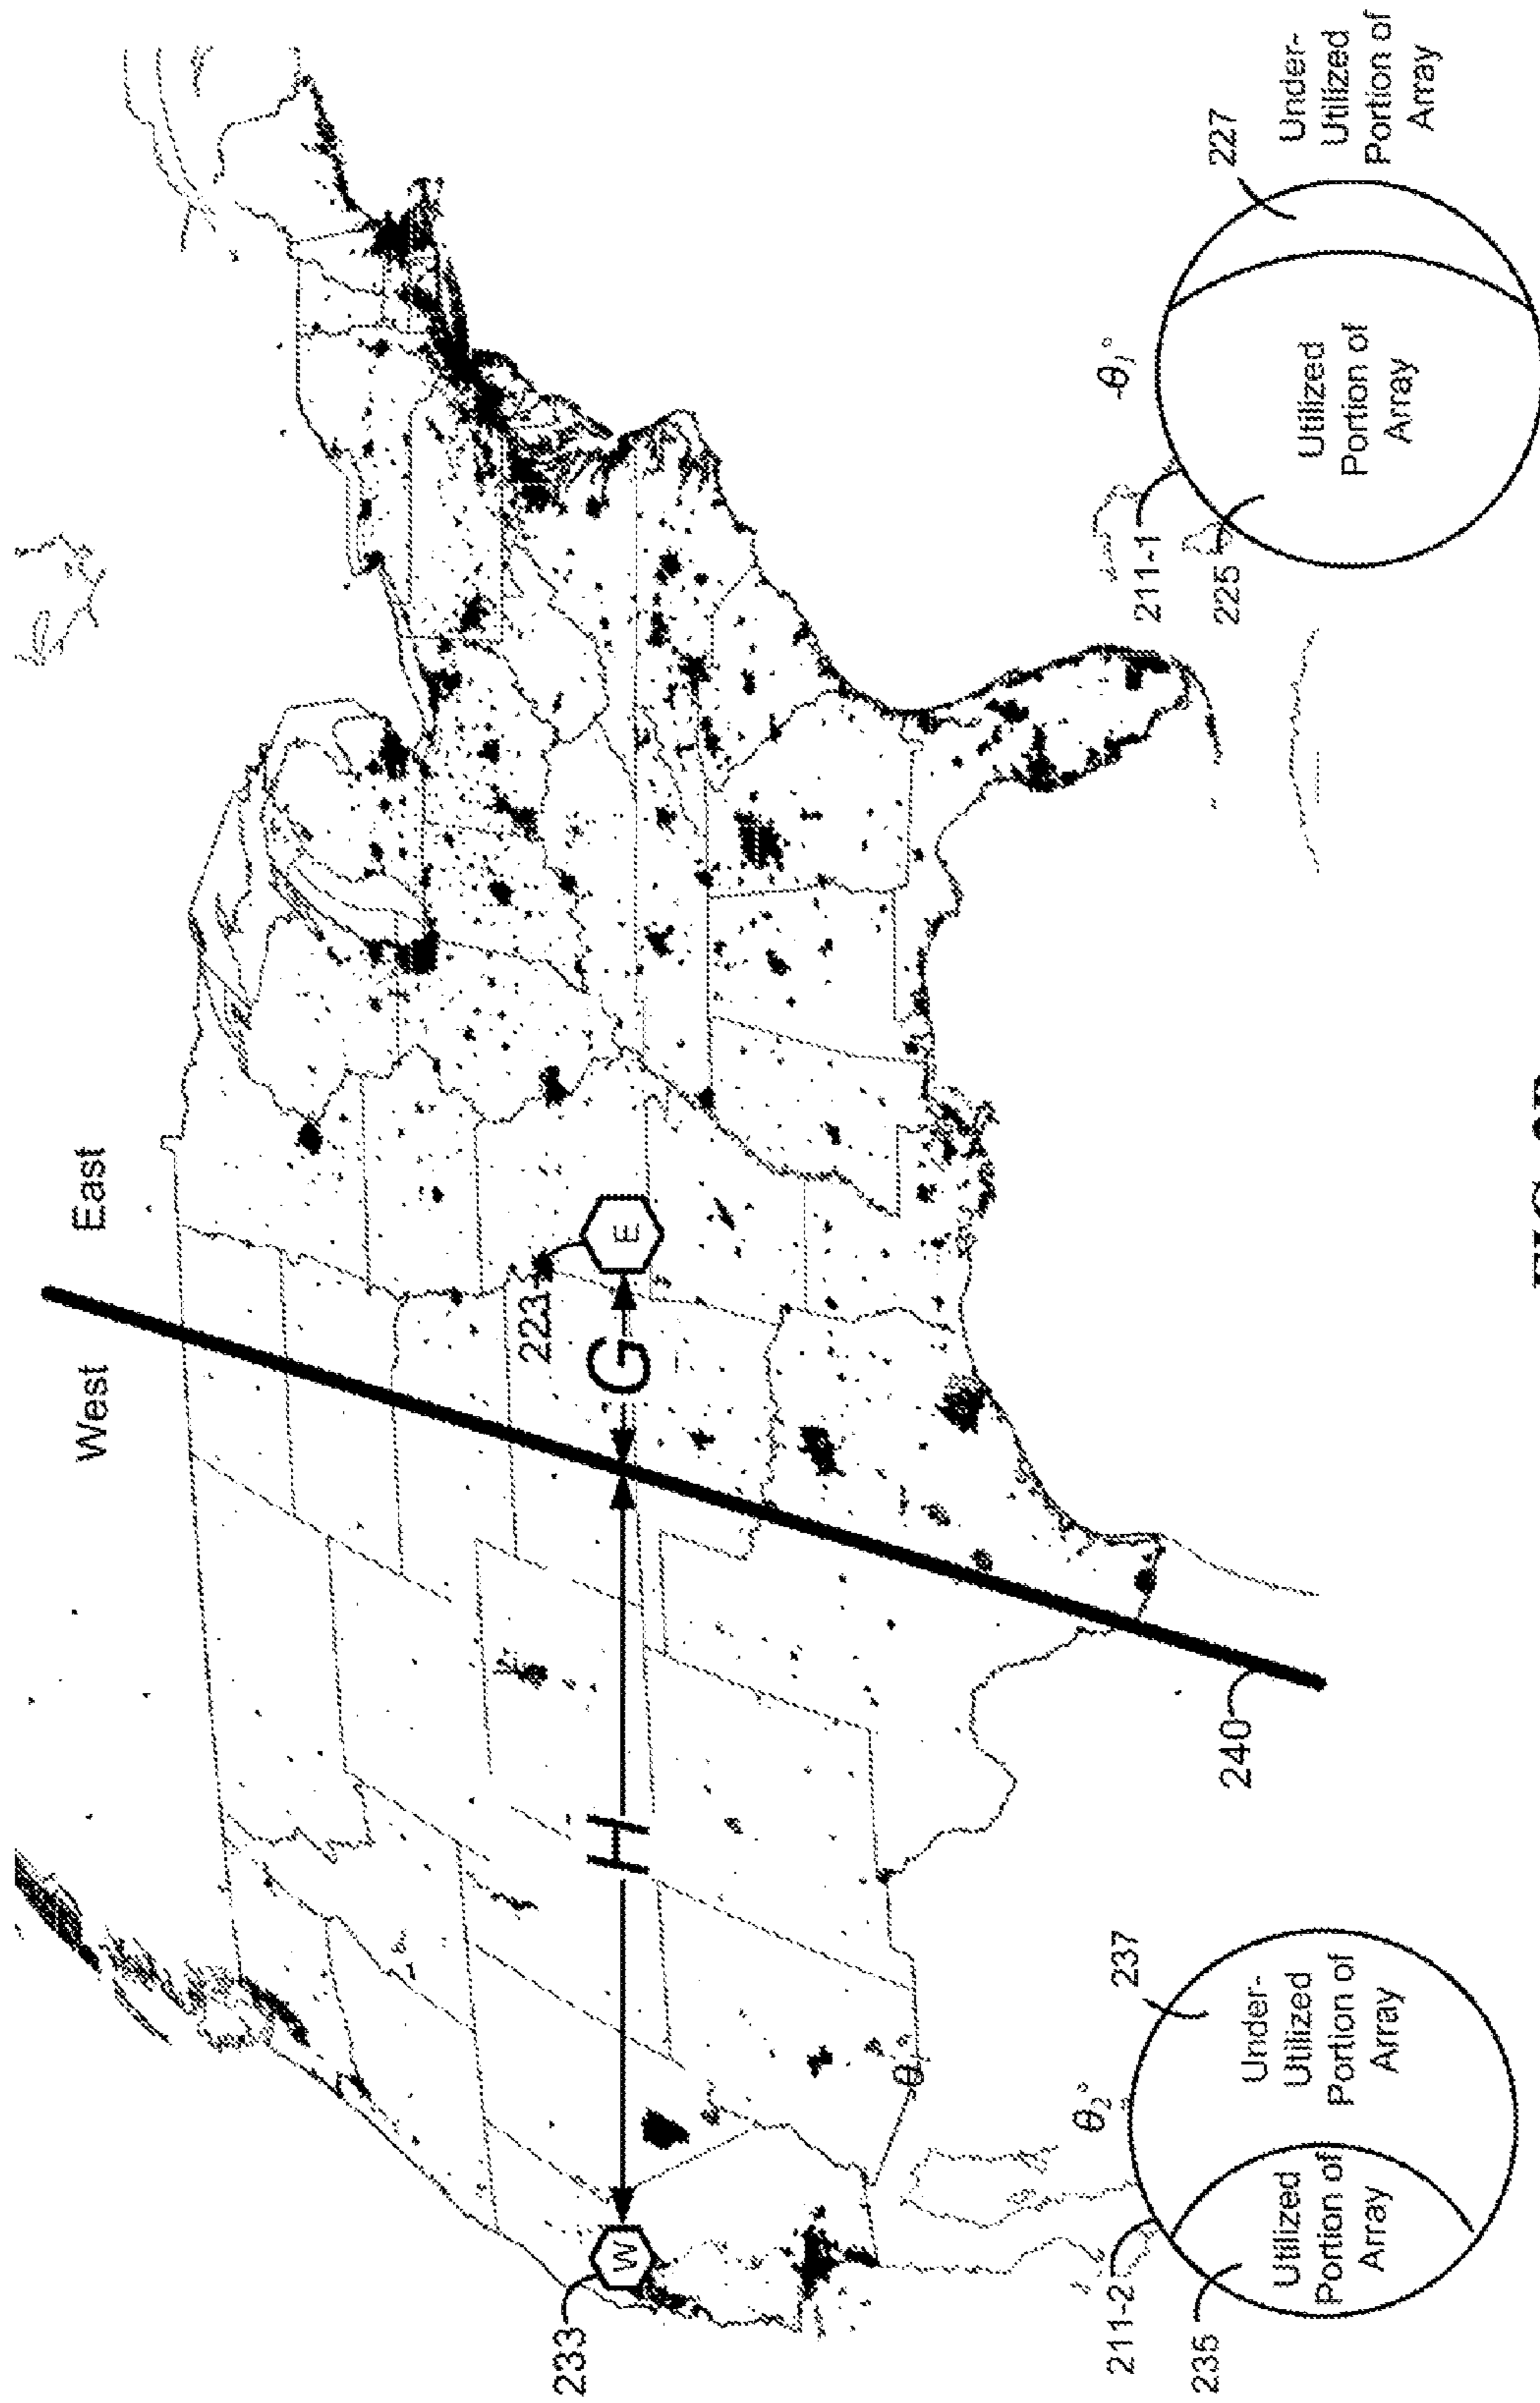 West
East
233
W
H
G
223
E
240
θ
211-2
235
θ₂°
237
Utilized
Portion of
Array
Under-
Utilized
Portion of
Array
211-1
225
-θ₁°
227
Utilized
Portion of
Array
Under-
Utilized
Portion of
Array